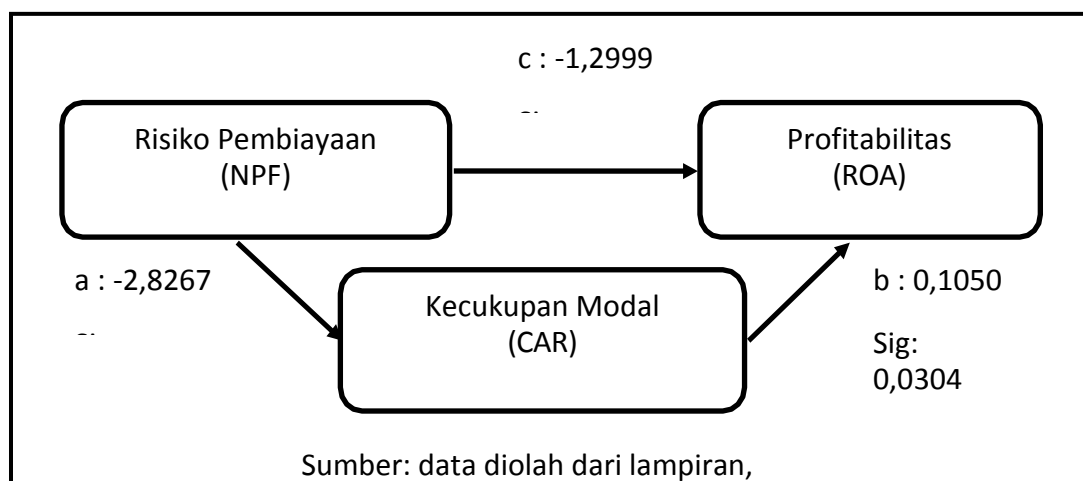 c : -1,2999
Risiko Pembiayaan
(NPF)
Profitabilitas
(ROA)
a : -2,8267
Kecukupan Modal
(CAR)
b : 0,1050
Sig:
0,0304
Sumber: data diolah dari lampiran,